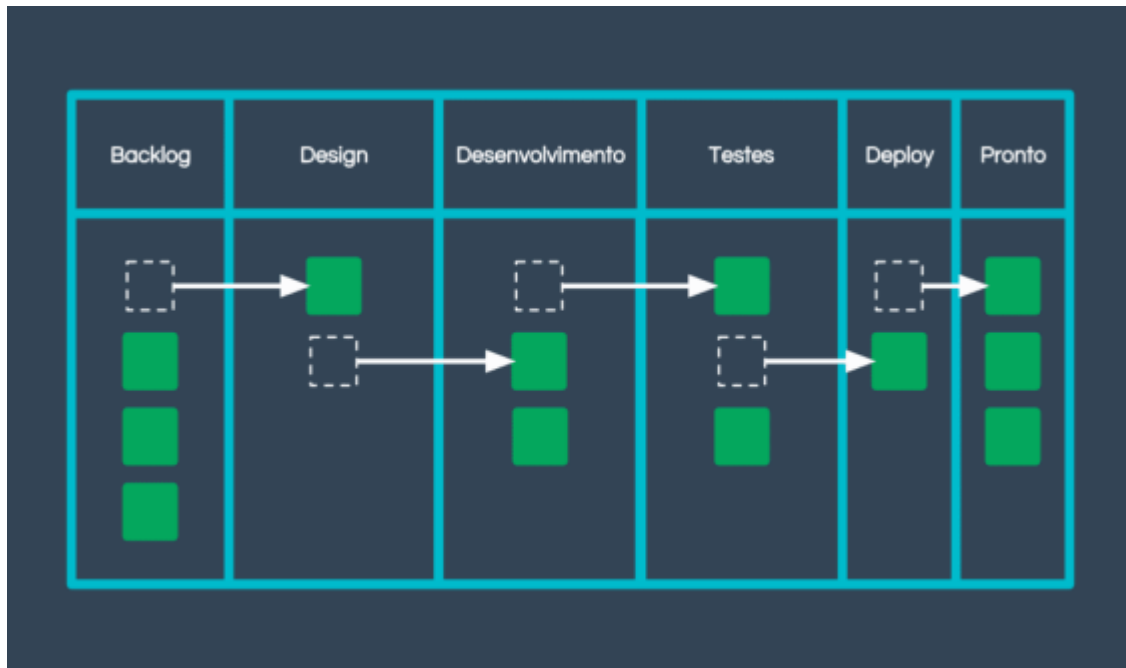 Backlog
Design
Desenvolvimento
Testes
Deploy
Pronto